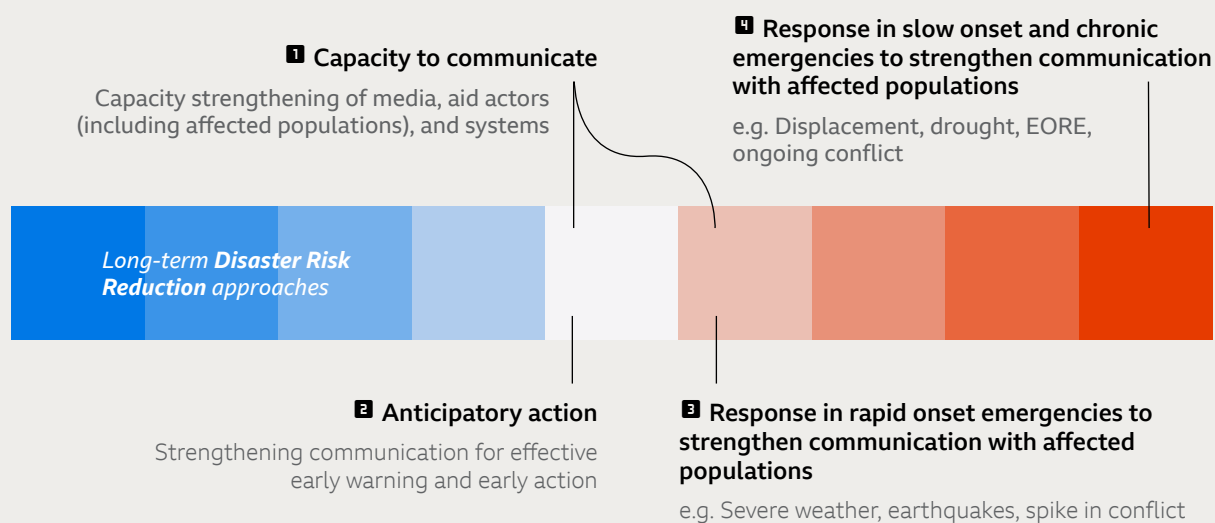 1 Capacity to communicate
Capacity strengthening of media, aid actors
(including affected populations), and systems
4 Response in slow onset and chronic
emergencies to strengthen communication
with affected populations
e.g. Displacement, drought, EORE,
ongoing conflict
Long-term Disaster Risk
Reduction approaches
2 Anticipatory action
Strengthening communication for effective
early warning and early action
3 Response in rapid onset emergencies to
strengthen communication with affected
populations
e.g. Severe weather, earthquakes, spike in conflict